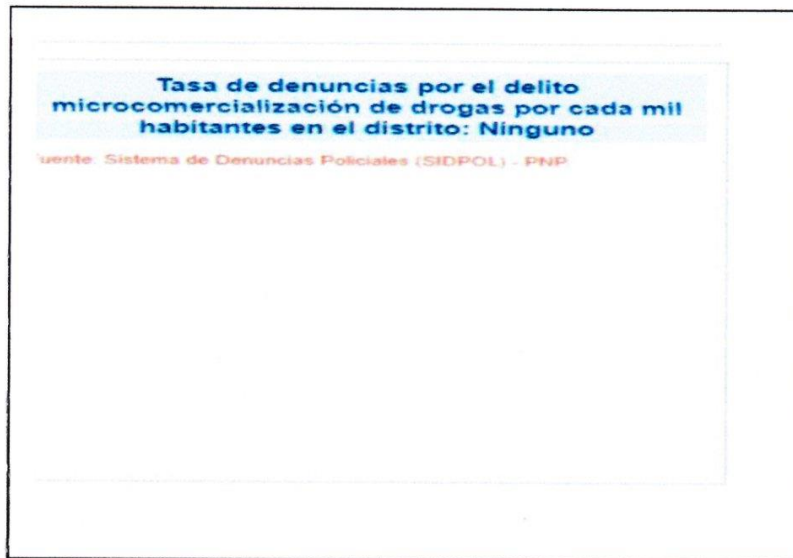 Tasa de denuncias por el delito
microcomercialización de drogas por cada mil
habitantes en el distrito: Ninguno
uente: Sistema de Denuncias Policiales (SIDPOL) - PNP.